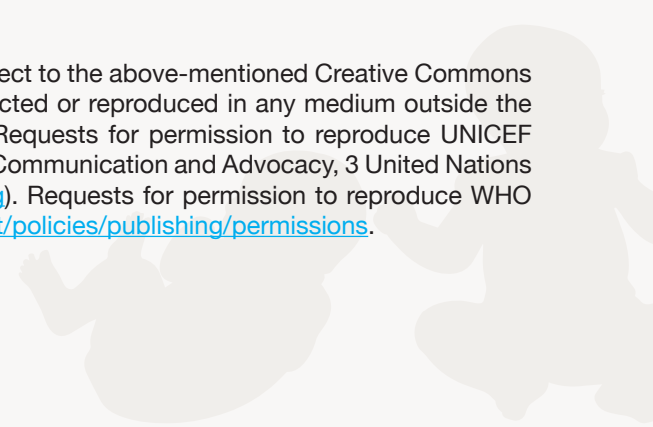 ect to the above-mentioned Creative Commons
cted or reproduced in any medium outside the
Requests for permission to reproduce UNICEF
Communication and Advocacy, 3 United Nations
g). Requests for permission to reproduce WHO
t/policies/publishing/permissions.